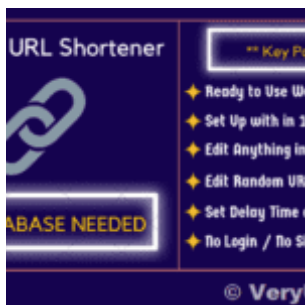 URL Shortener
ABASE NEEDED
** Key Po
Ready to Use W
Set Up with in 1
Edit Anything in
Edit Random UR
Set Delay Time
No Login / No S
© Very